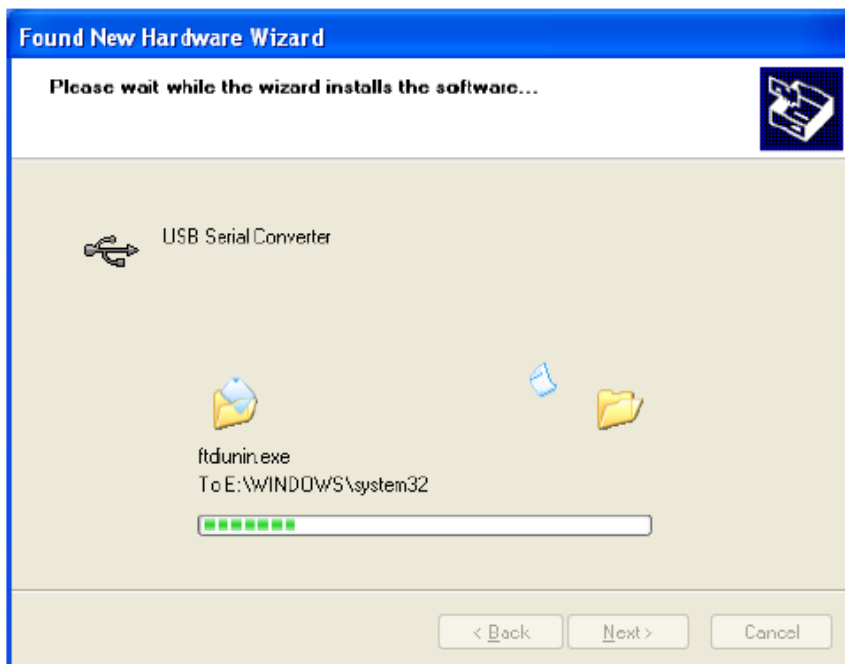 Found New Hardware Wizard
Please wait while the wizard installs the software...
USB Serial Converter
ftdiunin.exe
To E:\WINDOWS\system32
< Back
Next >
Cancel